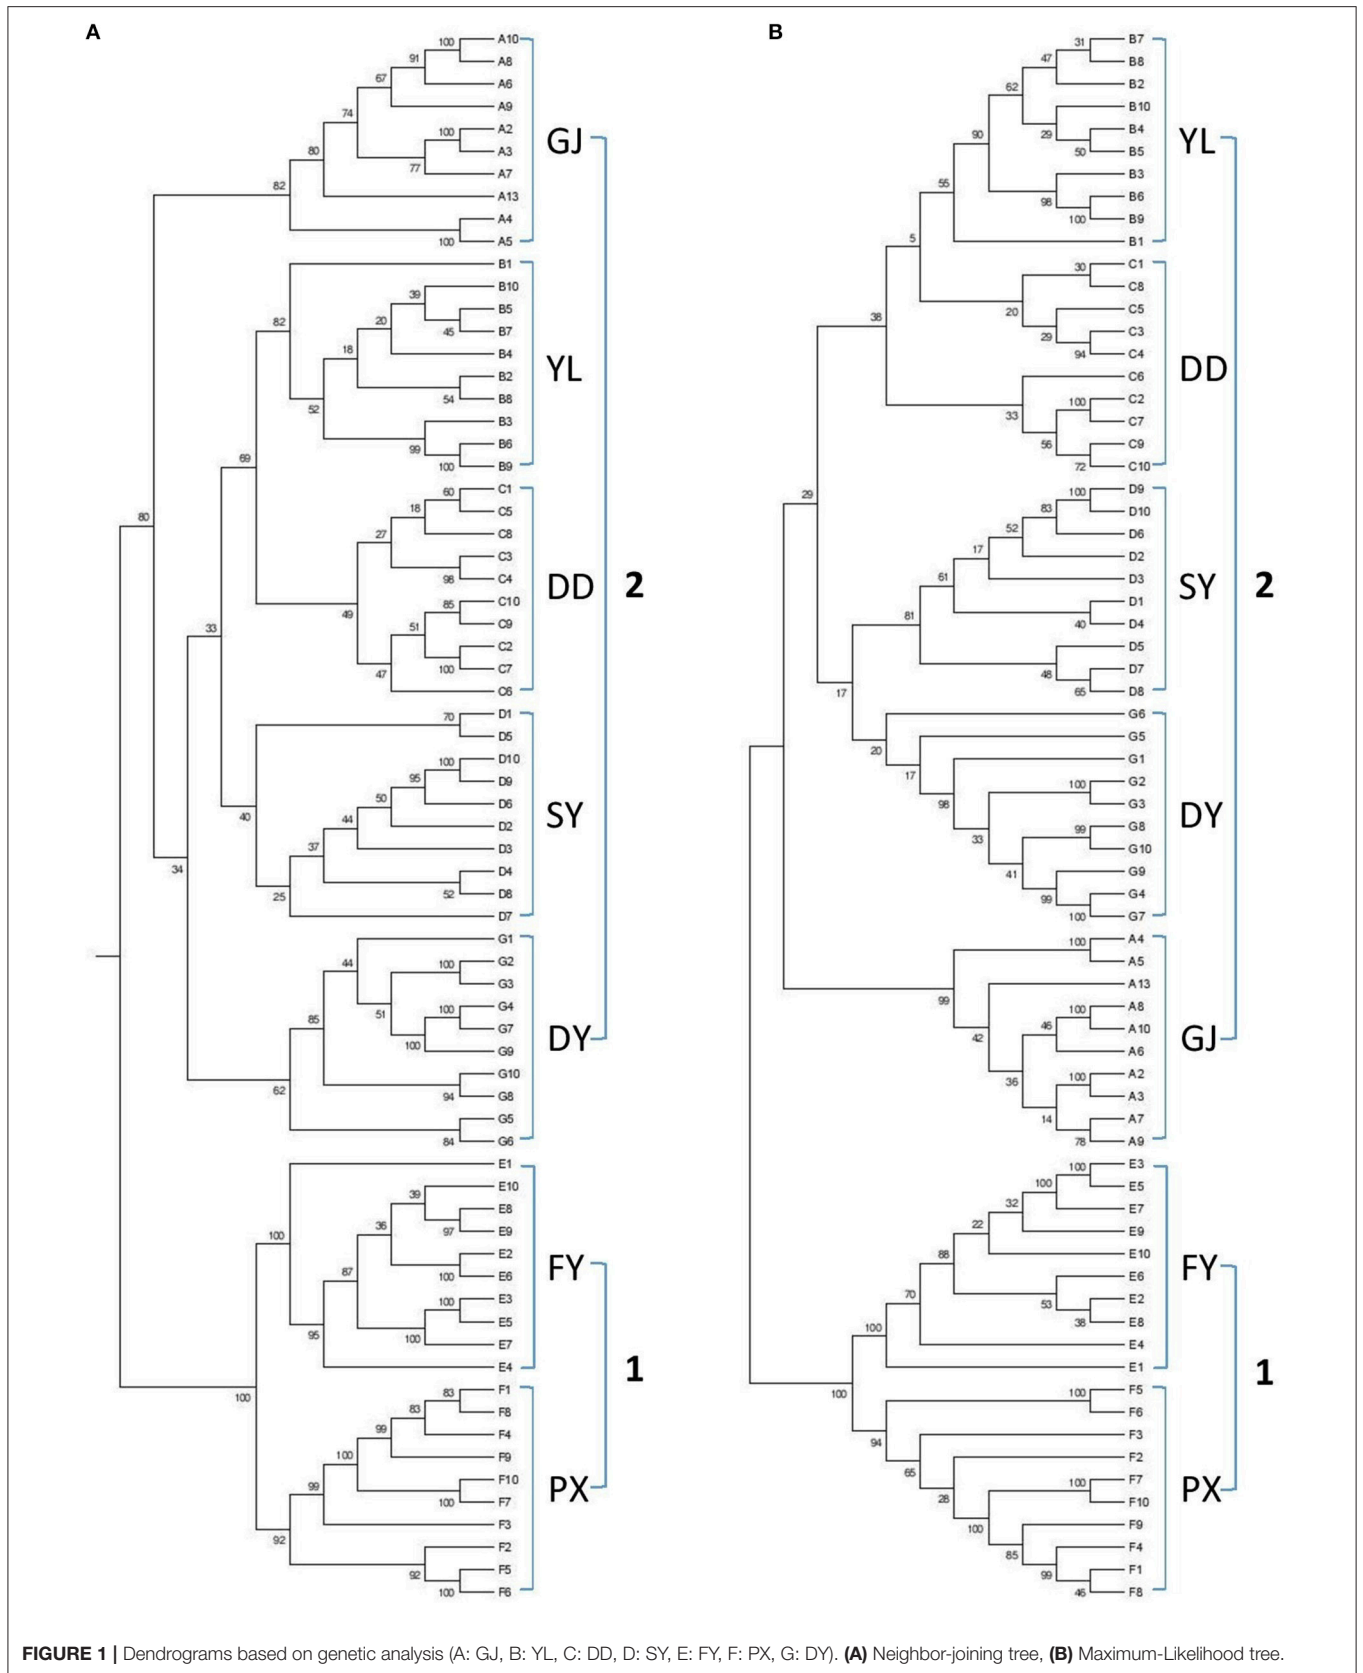 A
B
100
A10
A8
91
A6
67
A9
74
100
A2
A3
77
A7
80
A13
82
A4
100
A5
GJ
B1
82
B10
39
B5
45
B7
20
B4
18
B2
54
B8
52
B3
99
B6
100
B9
YL
69
60
C1
C5
18
C8
27
C3
98
C4
49
85
C10
C9
51
C2
100
C7
47
C6
DD
2
80
33
70
D1
D5
100
D10
D9
95
D6
50
D2
44
D3
37
D4
52
D8
25
D7
40
SY
34
G1
44
100
G2
G3
51
100
G4
G7
100
G9
85
G10
94
G8
62
G5
84
G6
DY
E1
100
39
E10
E8
97
E9
36
E2
100
E6
87
100
E3
E5
100
E7
95
E4
FY
1
100
83
F1
F8
83
F4
99
F9
100
F10
100
F7
99
F3
92
F2
92
F5
100
F6
PX
31
B7
B8
47
B2
62
B10
29
B4
50
B5
90
B3
98
B6
100
B9
55
B1
YL
5
30
C1
C8
20
C5
29
C3
94
C4
38
C6
33
100
C2
C7
56
C9
72
C10
DD
29
100
D9
D10
83
D6
52
D2
17
D3
61
D1
40
D4
81
D5
48
D7
65
D8
SY
2
17
G6
20
G5
17
G1
98
100
G2
G3
33
99
G8
G10
41
G9
99
G4
100
G7
DY
100
A4
A5
99
A13
42
100
A8
A10
46
A6
36
100
A2
A3
14
A7
78
A9
GJ
100
E3
E5
100
E7
32
E9
22
E10
88
E6
53
E2
38
E8
70
E4
100
E1
FY
1
100
100
F5
F6
94
F3
65
F2
28
100
F7
F10
100
F9
85
F4
99
F1
46
F8
PX
FIGURE 1 | Dendrograms based on genetic analysis (A: GJ, B: YL, C: DD, D: SY, E: FY, F: PX, G: DY). (A) Neighbor-joining tree, (B) Maximum-Likelihood tree.